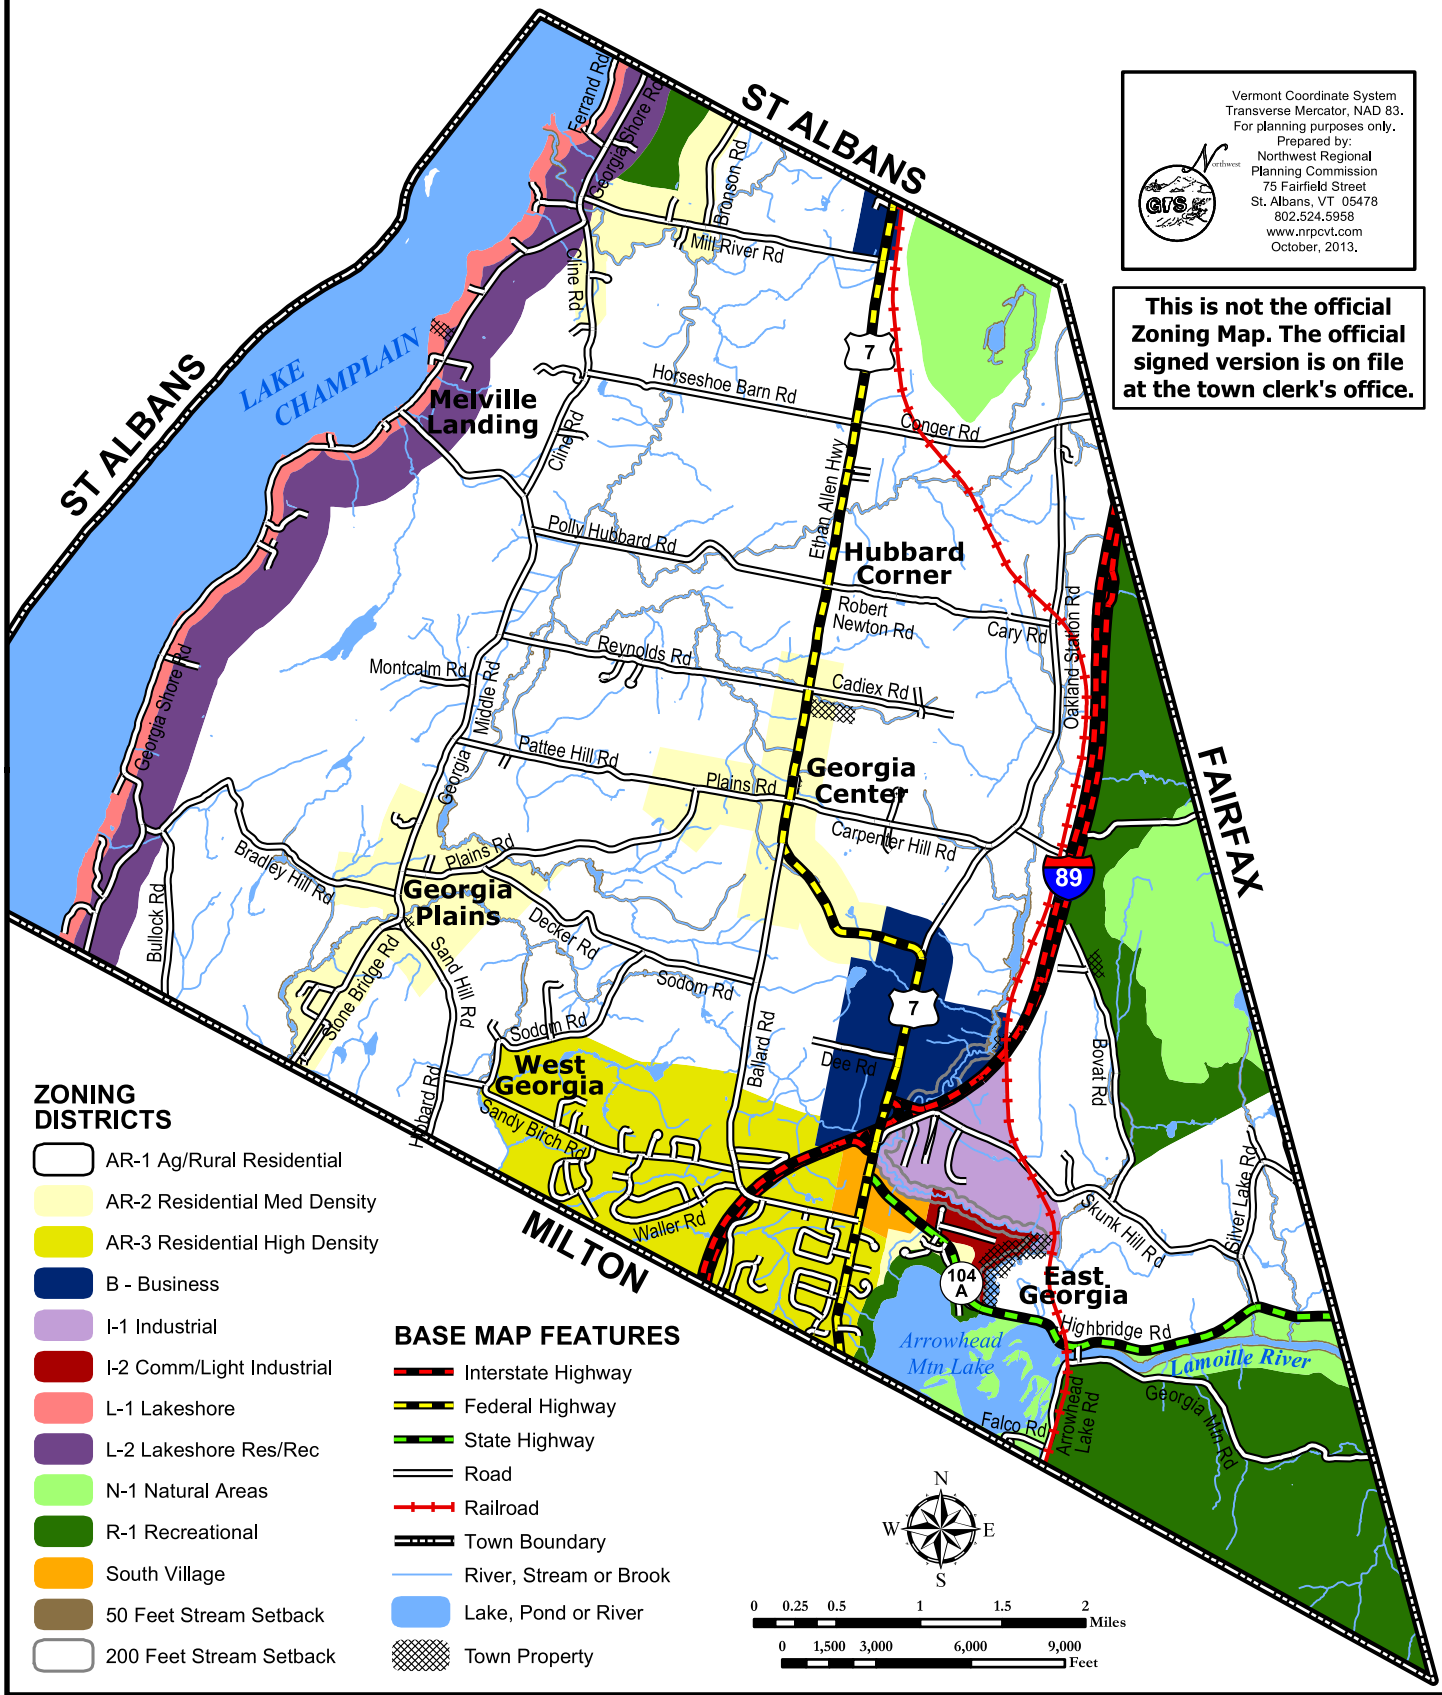 ST ALBANS
Ferrand Rd
Georgia Shore Rd
Bronson Rd
Mill River Rd
Cline Rd
Vermont Coordinate System
Transverse Mercator, NAD 83.
For planning purposes only.
Prepared by:
Northwest Regional
Planning Commission
75 Fairfield Street
St. Albans, VT 05478
802.524.5958
www.nrpcvt.com
October, 2013.
Northwest
GIS
This is not the official
Zoning Map. The official
signed version is on file
at the town clerk's office.
ST ALBANS
LAKE
CHAMPLAIN
7
Melville
Landing
Horseshoe Barn Rd
Conger Rd
Cline Rd
Ethan Allen Hwy
Polly Hubbard Rd
Hubbard
Corner
Robert
Newton Rd
Cary Rd
Oakland Station Rd
Reynolds Rd
Montcalm Rd
Cadiex Rd
Georgia Shore Rd
Georgia Middle Rd
Pattee Hill Rd
Plains Rd
Georgia
Center
Carpenter Hill Rd
FAIRFAX
89
Bradley Hill Rd
Plains Rd
Georgia
Plains
Bullock Rd
Decker Rd
Sand Hill Rd
Stone Bridge Rd
Sodom Rd
Sodom Rd
7
Ballard Rd
Dee Rd
Bovat Rd
West
Georgia
Hubbard Rd
Sandy Birch Rd
Waller Rd
MILTON
Skunk Hill Rd
Silver Lake Rd
104
A
East
Georgia
Highbridge Rd
Arrowhead
Mtn Lake
Lamoille River
Georgia Mtn Rd
Falco Rd
Arrowhead
Lake Rd
ZONING
DISTRICTS
AR-1 Ag/Rural Residential
AR-2 Residential Med Density
AR-3 Residential High Density
B - Business
I-1 Industrial
I-2 Comm/Light Industrial
L-1 Lakeshore
L-2 Lakeshore Res/Rec
N-1 Natural Areas
R-1 Recreational
South Village
50 Feet Stream Setback
200 Feet Stream Setback
BASE MAP FEATURES
Interstate Highway
Federal Highway
State Highway
Road
Railroad
Town Boundary
River, Stream or Brook
Lake, Pond or River
Town Property
N
W E
S
0 0.25 0.5 1 1.5 2
Miles
0 1,500 3,000 6,000 9,000
Feet